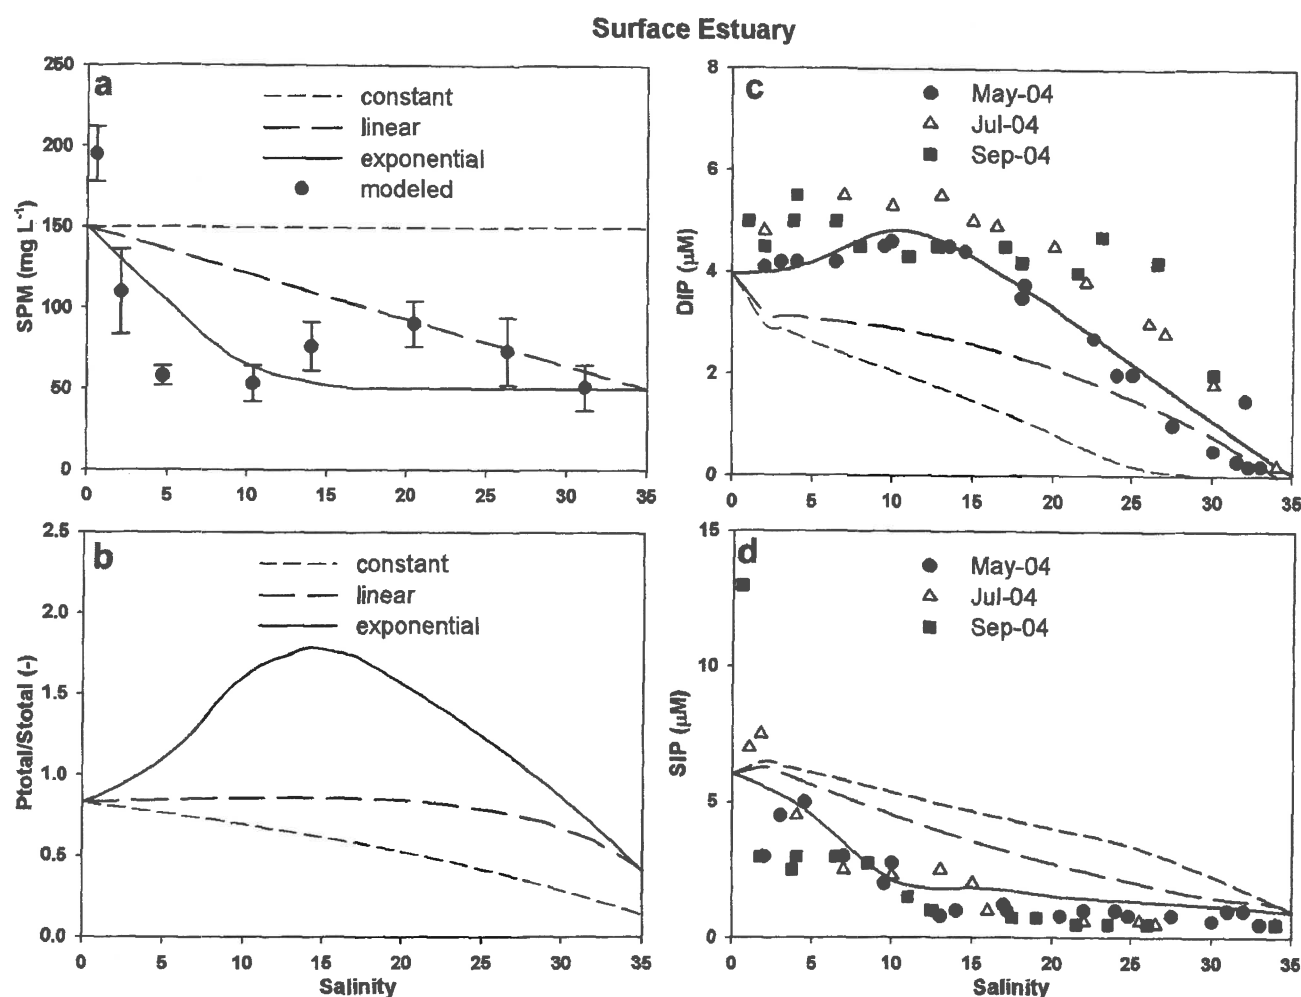 Surface Estuary
a
250
200
150
100
50
0
SPM (mg L-1)
constant
linear
exponential
modeled
0 5 10 15 20 25 30 35
c
8
6
4
2
0
DIP (μM)
May-04
Jul-04
Sep-04
0 5 10 15 20 25 30 35
b
2.5
2.0
1.5
1.0
0.5
0.0
Ptotal/Stotal (-)
constant
linear
exponential
0 5 10 15 20 25 30 35
Salinity
d
15
10
5
0
SIP (μM)
May-04
Jul-04
Sep-04
0 5 10 15 20 25 30 35
Salinity